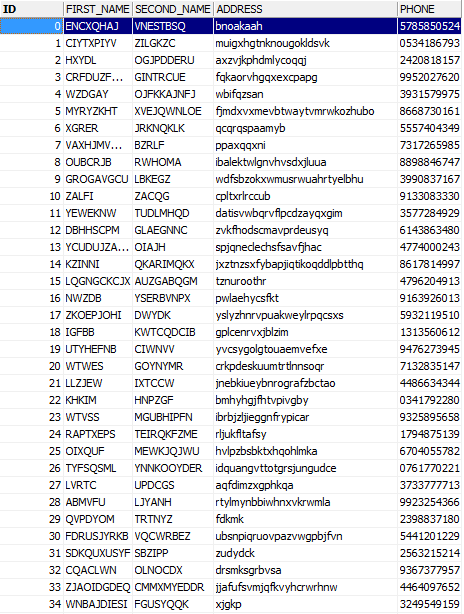 ID FIRST_NAME SECOND_NAME ADDRESS PHONE
0 ENCXQHAJ VNESTBSQ bnoakaah 5785850524
1 CIYTXPIYV ZILGKZC muigxhgtnknougokldsvk 0534186793
2 HXYDL OGJPDDERU axzvjkphdmlycoqqj 2420818157
3 CRFDUZF... GINTRCUE fqkaorvhgqxexcpapg 9952027620
4 WZDGAY OJFKKAJNFJ wbifqzsan 3931579975
5 MYRYZKHT XVEJQWNLOE fjmdxvxmevbtwaytvmrwkozhubo 8668730161
6 XGRER JRKNQKLK qcqrqspaamyb 5557404349
7 VAXHJMV... BZRLF ppaxqqxni 7317265985
8 OUBCRJB RWHOMA ibalektwlgnvhvsdxjluua 8898846747
9 GROGAVGCU LBKEGZ wdfsbzokxwmusrwuahrtyelbhu 3990837167
10 ZALFI ZACQG cpltxrlrccub 9133083330
11 YEWEKNW TUDLMHQD datisvwbqrvflpcdzayqxgim 3577284929
12 DBHHSCPM GLAEGNNC zvkfhodscmavprdeusyq 6143863480
13 YCUDUJZA... OIAJH spjqneclechsfsavfjhac 4774000243
14 KZINNI QKARIMQKX jxztnzsxfybapjiqtikoqddlpbtthq 8617814997
15 LQGNGCKCJX AUZGABQGM tznuroothr 4796204913
16 NWZDB YSERBVNPX pwlaehycsfkt 9163926013
17 ZKOEPJOHI DWYDK yslyzhnrvpuakweylrpqcsxs 5932119510
18 IGFBB KWTCQDCIB gplcenrvxjblzim 1313560612
19 UTYHEFNB CIWNVV yvcsygolgtouaemvefxe 9476273945
20 WTWES GOYNYMR crkpdeskuumtrtlnnsoqr 7132835147
21 LLZJEW IXTCCW jnebkiueybnrografzbctao 4486634344
22 KHKIM HNPZGF bmhyhgjfhtvpivgby 0341792280
23 WTVSS MGUBHIPFN ibrbjzljieggnfrypicar 9325895658
24 RAPTXEPS TEIRQKFZME rljukfltafsy 1794875139
25 OIXQUF MEWKJQJWU hvlpzbsbktxhqohlmka 6704055782
26 TYFSQSML YNNKOOYDER idquangvttotgrsjungudce 0761770221
27 LVRTC UPDCGS aqfdimzxgphkqa 3733777713
28 ABMVFU LJYANH rtylmynbbiwhnxvkrwmla 9923254366
29 QVPDYOM TRTNYZ fdkmk 2398837180
30 FDRUSJYRKB VQCWRBEZ ubsnpiqruovpazvwgpbjfvn 5441201229
31 SDKQUXUSYF SBZIPP zudydck 2563215214
32 CQACLWN OLNOCDX drsmksgrbvsa 9367377957
33 ZJAOIDGDEQ CMMXMYEDDR jjafufsvmjqfkvyhcrwrhnw 4464097652
34 WNBAJDIESI FGUSYQQK xjgkp 3249549159